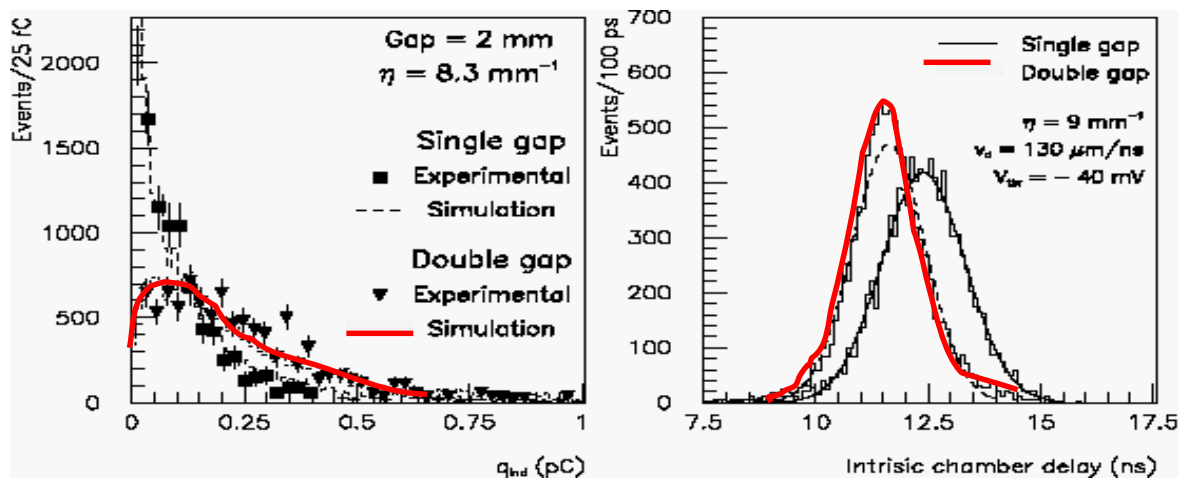 Events/25 fC
2000
1500
1000
500
0
0
0.25
0.5
0.75
1
q_ind (pC)
Gap = 2 mm
η = 8.3 mm⁻¹
Single gap
Experimental
Simulation
Double gap
Experimental
Simulation
Events/100 ps
700
600
500
400
300
200
100
0
7.5
10
12.5
15
17.5
Intrisic chamber delay (ns)
Single gap
Double gap
η = 9 mm⁻¹
v_d = 130 μm/ns
= − 40 mV